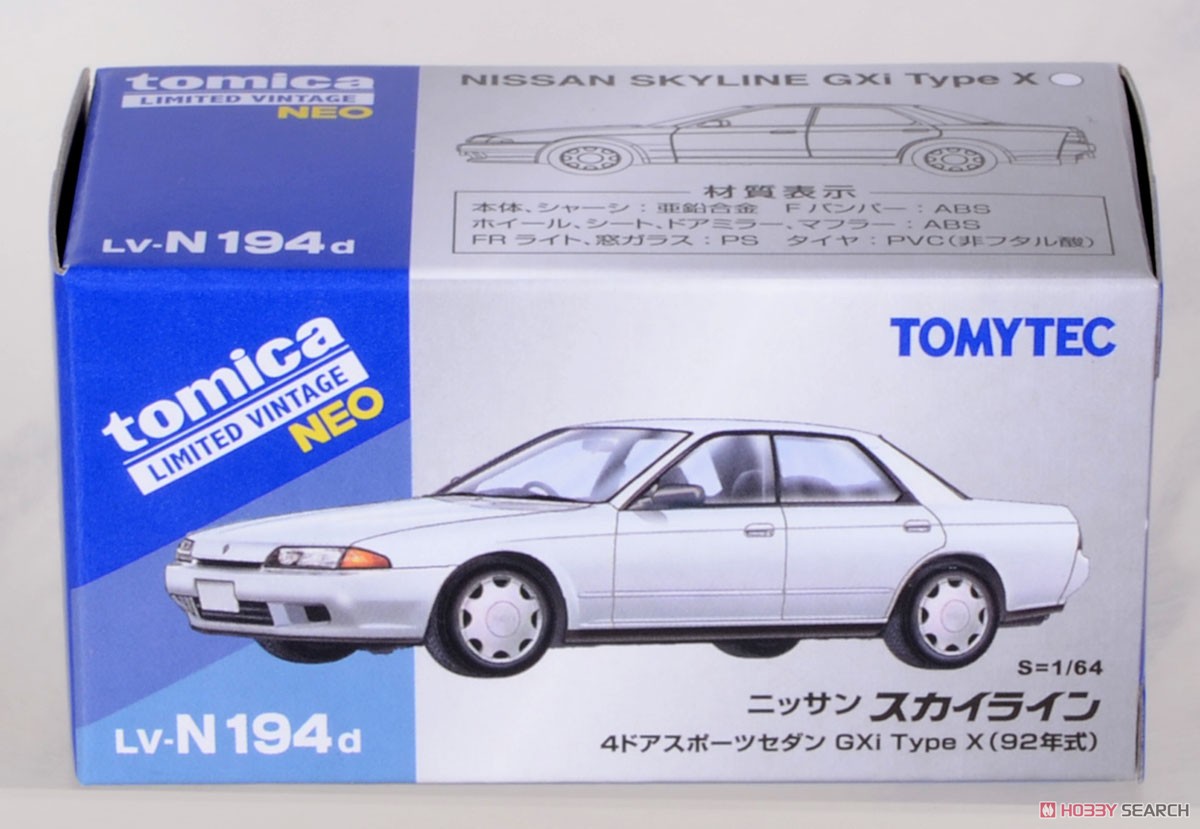 tomica
LIMITED VINTAGE
NEO
NISSAN SKYLINE GXi Type X
材質表示
本体、シャーシ：亜鉛合金　Fバンパー：ABS
ホイール、シート、ドアミラー、マフラー：ABS
FRライト、窓ガラス：PS　タイヤ：PVC（非フタル酸）
LV-N194d
tomica
LIMITED VINTAGE
NEO
TOMYTEC
S=1/64
ニッサン スカイライン
4ドアスポーツセダン GXi Type X（92年式）
LV-N194d
HOBBY SEARCH